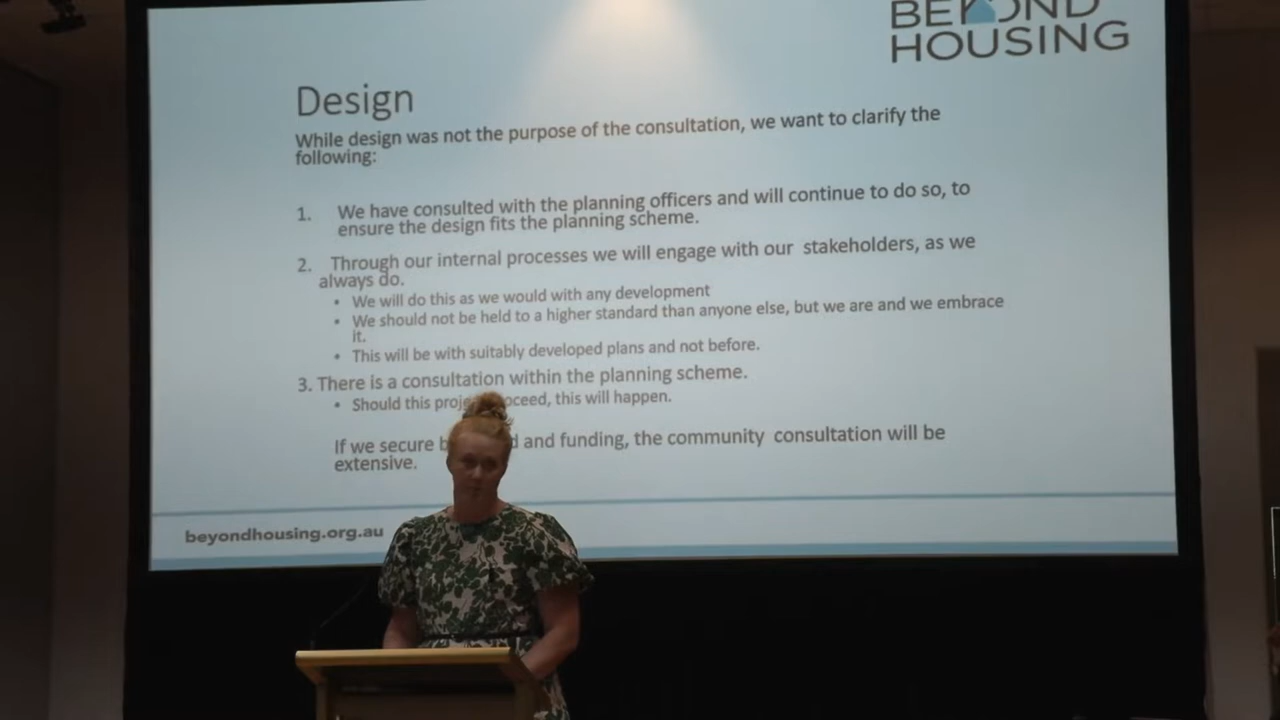 BEYOND
HOUSING
Design
While design was not the purpose of the consultation, we want to clarify the
following:
1. We have consulted with the planning officers and will continue to do so, to
ensure the design fits the planning scheme.
2. Through our internal processes we will engage with our stakeholders, as we
always do.
• We will do this as we would with any development
• We should not be held to a higher standard than anyone else, but we are and we embrace
it.
• This will be with suitably developed plans and not before.
3. There is a consultation within the planning scheme.
• Should this proje oceed, this will happen.
If we secure b d and funding, the community consultation will be
extensive.
beyondhousing.org.au